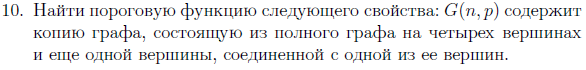 10. Найти пороговую функцию следующего свойства: G(n, p) содержит
копию графа, состоящую из полного графа на четырех вершинах
и еще одной вершины, соединенной с одной из ее вершин.